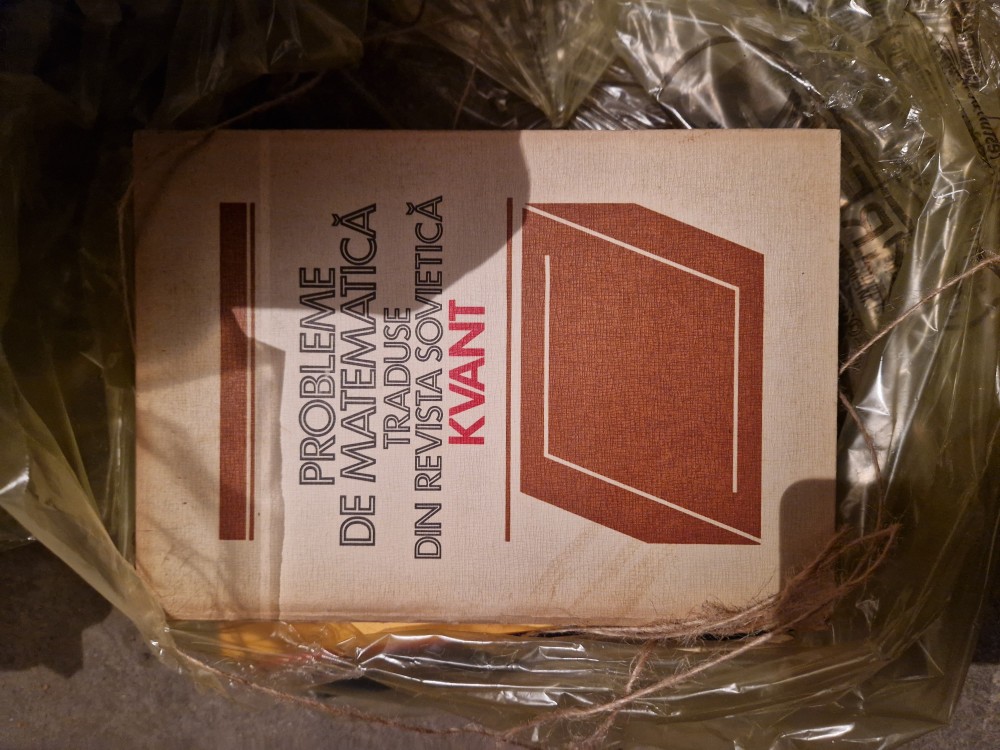 PROBLEME
DE MATEMATICĂ
TRADUSE
DIN REVISTA SOVIETICĂ
KVANT